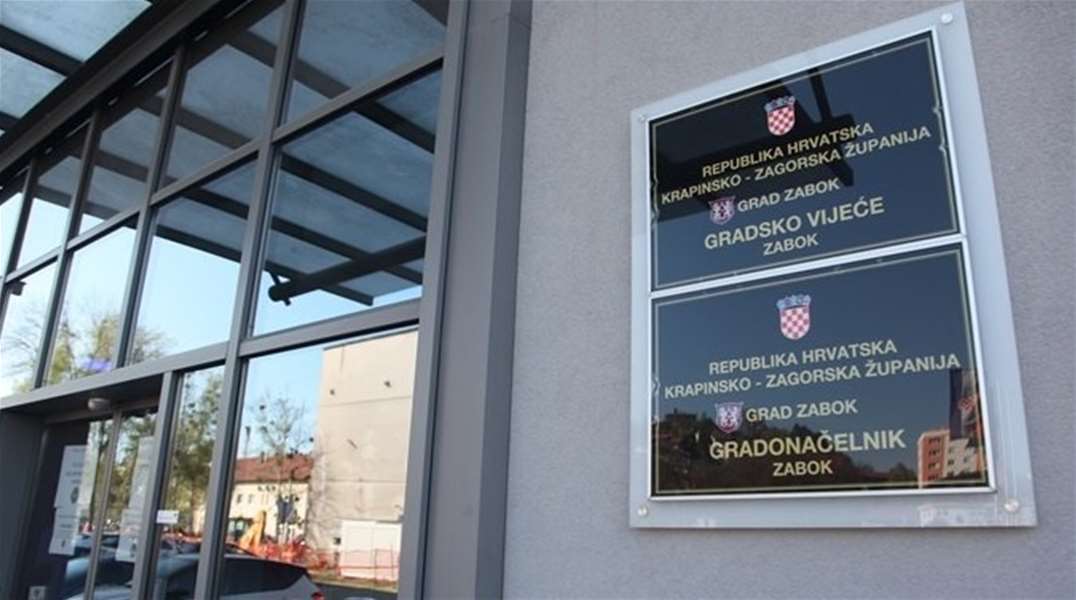 REPUBLIKA HRVATSKA
KRAPINSKO - ZAGORSKA ŽUPANIJA
GRAD ZABOK
GRADSKO VIJEĆE
ZABOK
REPUBLIKA HRVATSKA
KRAPINSKO - ZAGORSKA ŽUPANIJA
GRAD ZABOK
GRADONAČELNIK
ZABOK